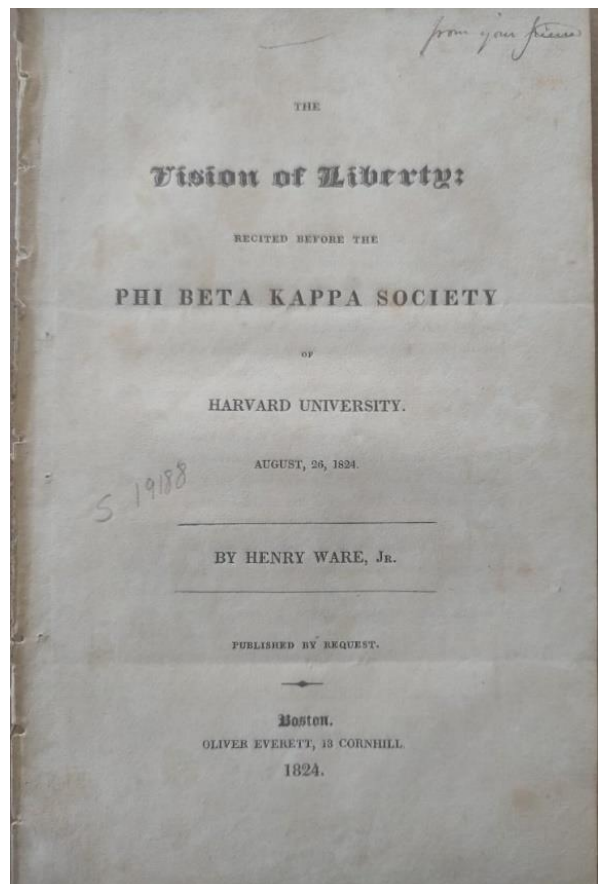 from your friend
THE
Vision of Liberty:
RECITED BEFORE THE
PHI BETA KAPPA SOCIETY
OF
HARVARD UNIVERSITY.
AUGUST, 26, 1824.
S 19188
BY HENRY WARE, Jr.
PUBLISHED BY REQUEST.
Boston.
OLIVER EVERETT, 13 CORNHILL.
1824.